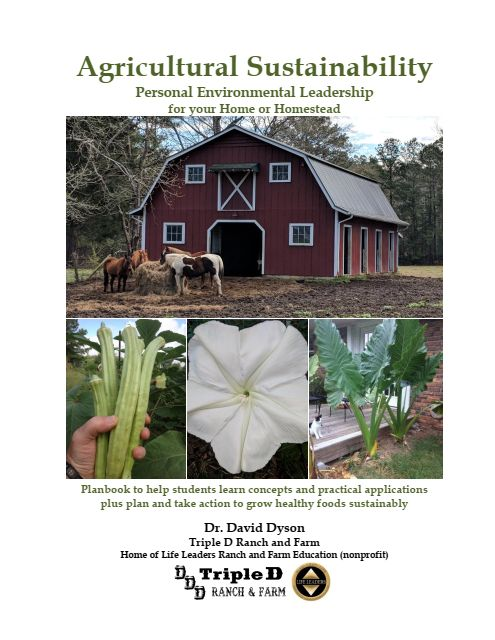 Agricultural Sustainability
Personal Environmental Leadership
for your Home or Homestead
Planbook to help students learn concepts and practical applications
plus plan and take action to grow healthy foods sustainably
Dr. David Dyson
Triple D Ranch and Farm
Home of Life Leaders Ranch and Farm Education (nonprofit)
DDD Triple D
RANCH & FARM
LIFE LEADERS